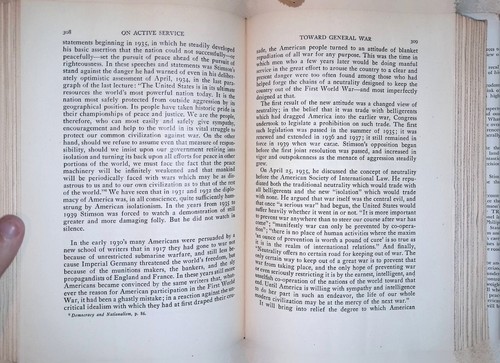 308 ON ACTIVE SERVICE
statements beginning in 1935, in which he steadily developed
his basic assertion that the nation could not successfully—or
peacefully—set the pursuit of peace ahead of the pursuit of
righteousness. In these speeches and statements was Stimson's
stand against the danger he had warned of even in his deliber-
ately optimistic assessment of April, 1934, in the last para-
graph of the lecture: "The United States is in its ultimate
resources the world's most powerful nation today. It is the
nation most safely protected from outside aggression by its
geographical position. Its people have taken historic pride in
their championships of peace and justice. We are the people,
therefore, who can most easily and safely give sympathy,
encouragement and help to the world in its vital struggle to
protect our common civilization against war. On the other
hand, should we refuse to assume even that measure of respon-
sibility, should we insist upon our government retiring into
isolation and turning its back upon all efforts for peace in other
portions of the world, we must face the fact that the peace
machinery will be infinitely weakened and that mankind
will be periodically faced with wars which may be as dis-
astrous to us and to our own civilization as to that of the rest
of the world." We have seen that in 1931 and 1932 the diplo-
macy of America was, in all conscience, quite sufficiently ham-
strung by American isolationism. In the years from 1935 to
1939 Stimson was forced to watch a demonstration of still
greater and more damaging folly. But he did not watch in
silence.
In the early 1930's many Americans were persuaded by a
new school of writers that in 1917 they had gone to war not
because of unrestricted submarine warfare, and still less be-
cause Imperial Germany threatened the world's freedom, but
because of the munitions makers, the bankers, and the sly
propagandists of England and France. In these years still more
Americans became convinced by the same writers that, what-
ever the reason for American participation in the First World
War, it had been a ghastly mistake; in a reaction against the un-
critical idealism with which they had at first draped their cru-
Democracy and Nationalism, p. 86.
TOWARD GENERAL WAR 309
sade, the American people turned to an attitude of blanket
repudiation of all war for any purpose. This was the time in
which men who a few years later would be doing manful
service in the great effort to arouse the country to a clear and
present danger were too often found among those who had
helped forge the chains of a neutrality designed to keep the
country out of the First World War—and most imperfectly
designed at that.
The first result of the new attitude was a changed view of
neutrality; in the belief that it was trade with belligerents
which had dragged America into the earlier war, Congress
undertook to legislate a prohibition on such trade. The first
such legislation was passed in the summer of 1935; it was
renewed and extended in 1936 and 1937; it still remained in
force in 1939 when war came. Stimson's opposition began
before the first joint resolution was passed, and increased in
vigor and outspokenness as the menace of aggression steadily
grew.
On April 25, 1935, he discussed the concept of neutrality
before the American Society of International Law. He repu-
diated both the traditional neutrality which would trade with
all belligerents and the new "isolation" which would trade
with none. He argued that war itself was the central evil, and
that once "a serious war" had begun, the United States would
suffer heavily whether it went in or not. "It is more important
to prevent war anywhere than to steer our course after war has
come"; "manifestly war can only be prevented by co-opera-
tion"; "there is no place of human activities where the maxim
'an ounce of prevention is worth a pound of cure' is so true as
it is in the realm of international relations." And finally,
"Neutrality offers no certain road for keeping out of war. The
only certain way to keep out of a great war is to prevent that
war from taking place, and the only hope of preventing war
or even seriously restricting it is by the earnest, intelligent, and
unselfish co-operation of the nations of the world toward that
end. Until America is willing with sympathy and intelligence
to do her part in such an endeavor, the life of our whole
modern civilization may be at the mercy of the next war."
It will bring into relief the degree to which American